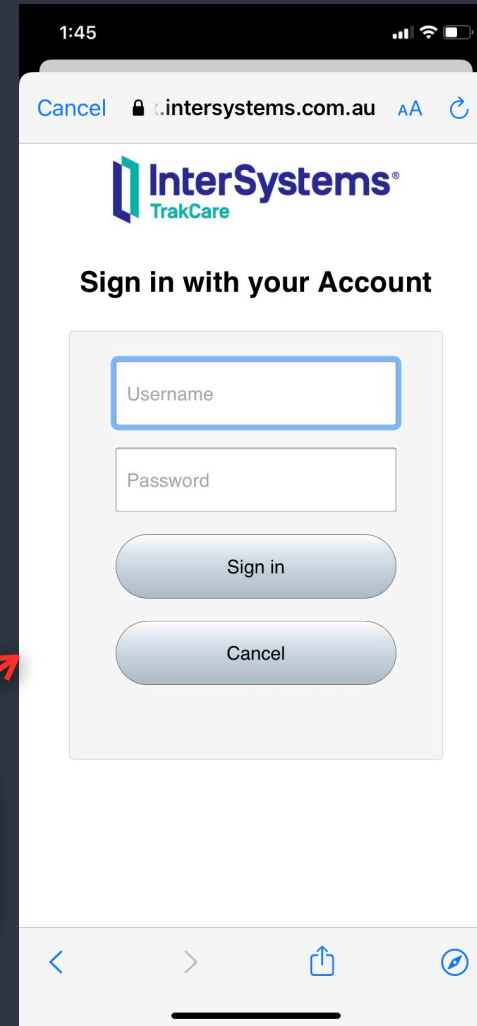 1:45
Cancel .intersystems.com.au AA
InterSystems®
TrakCare
Sign in with your Account
Username
Password
Sign in
Cancel